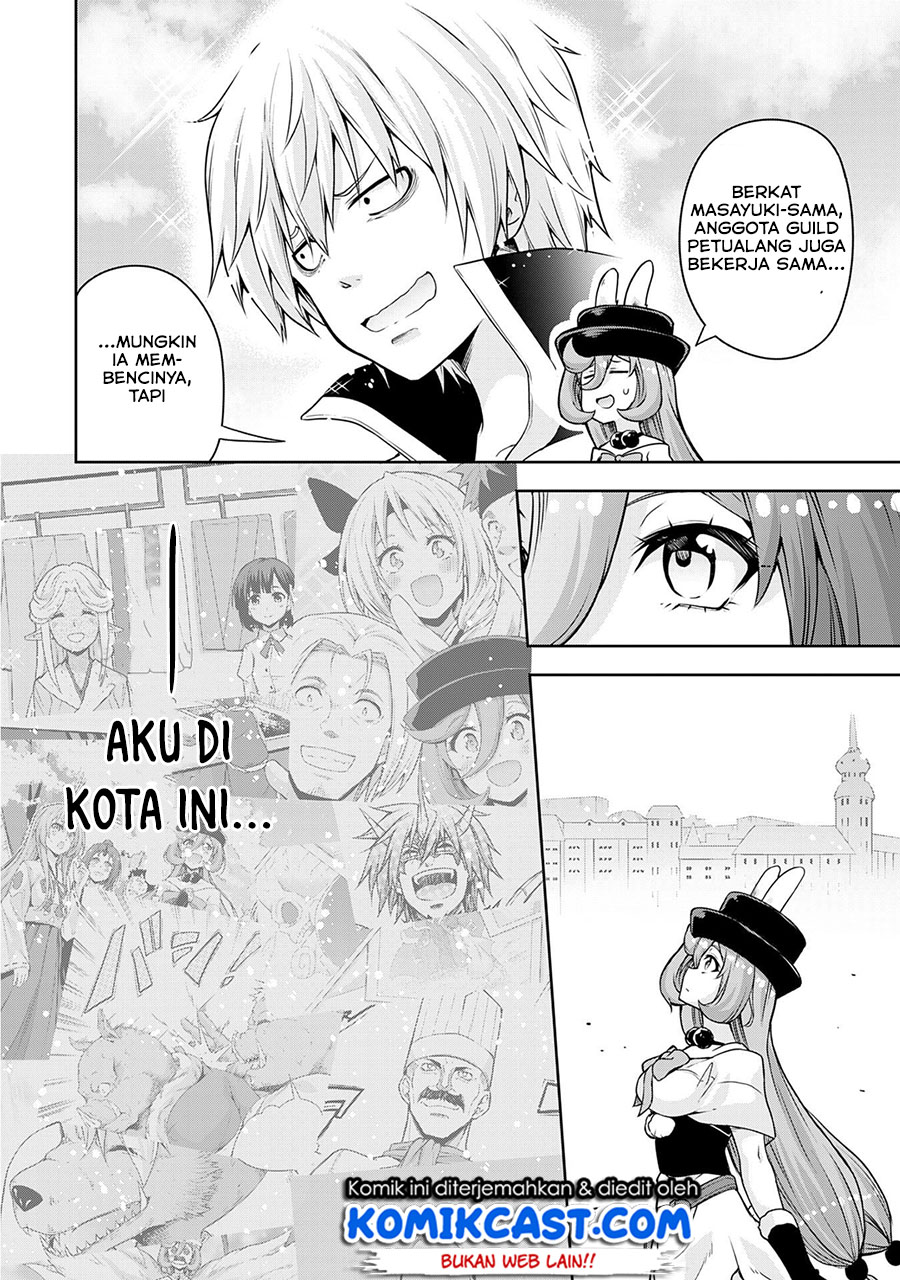 BERKAT
MASAYUKI-SAMA,
ANGGOTA GUILD
PETUALANG JUGA
BEKERJA SAMA...
...MUNGKIN
IA MEM-
BENCINYA,
TAPI
AKU DI
KOTA INI...
Komik ini diterjemahkan & diedit oleh
KOMIKCAST.COM
BUKAN WEB LAIN!!